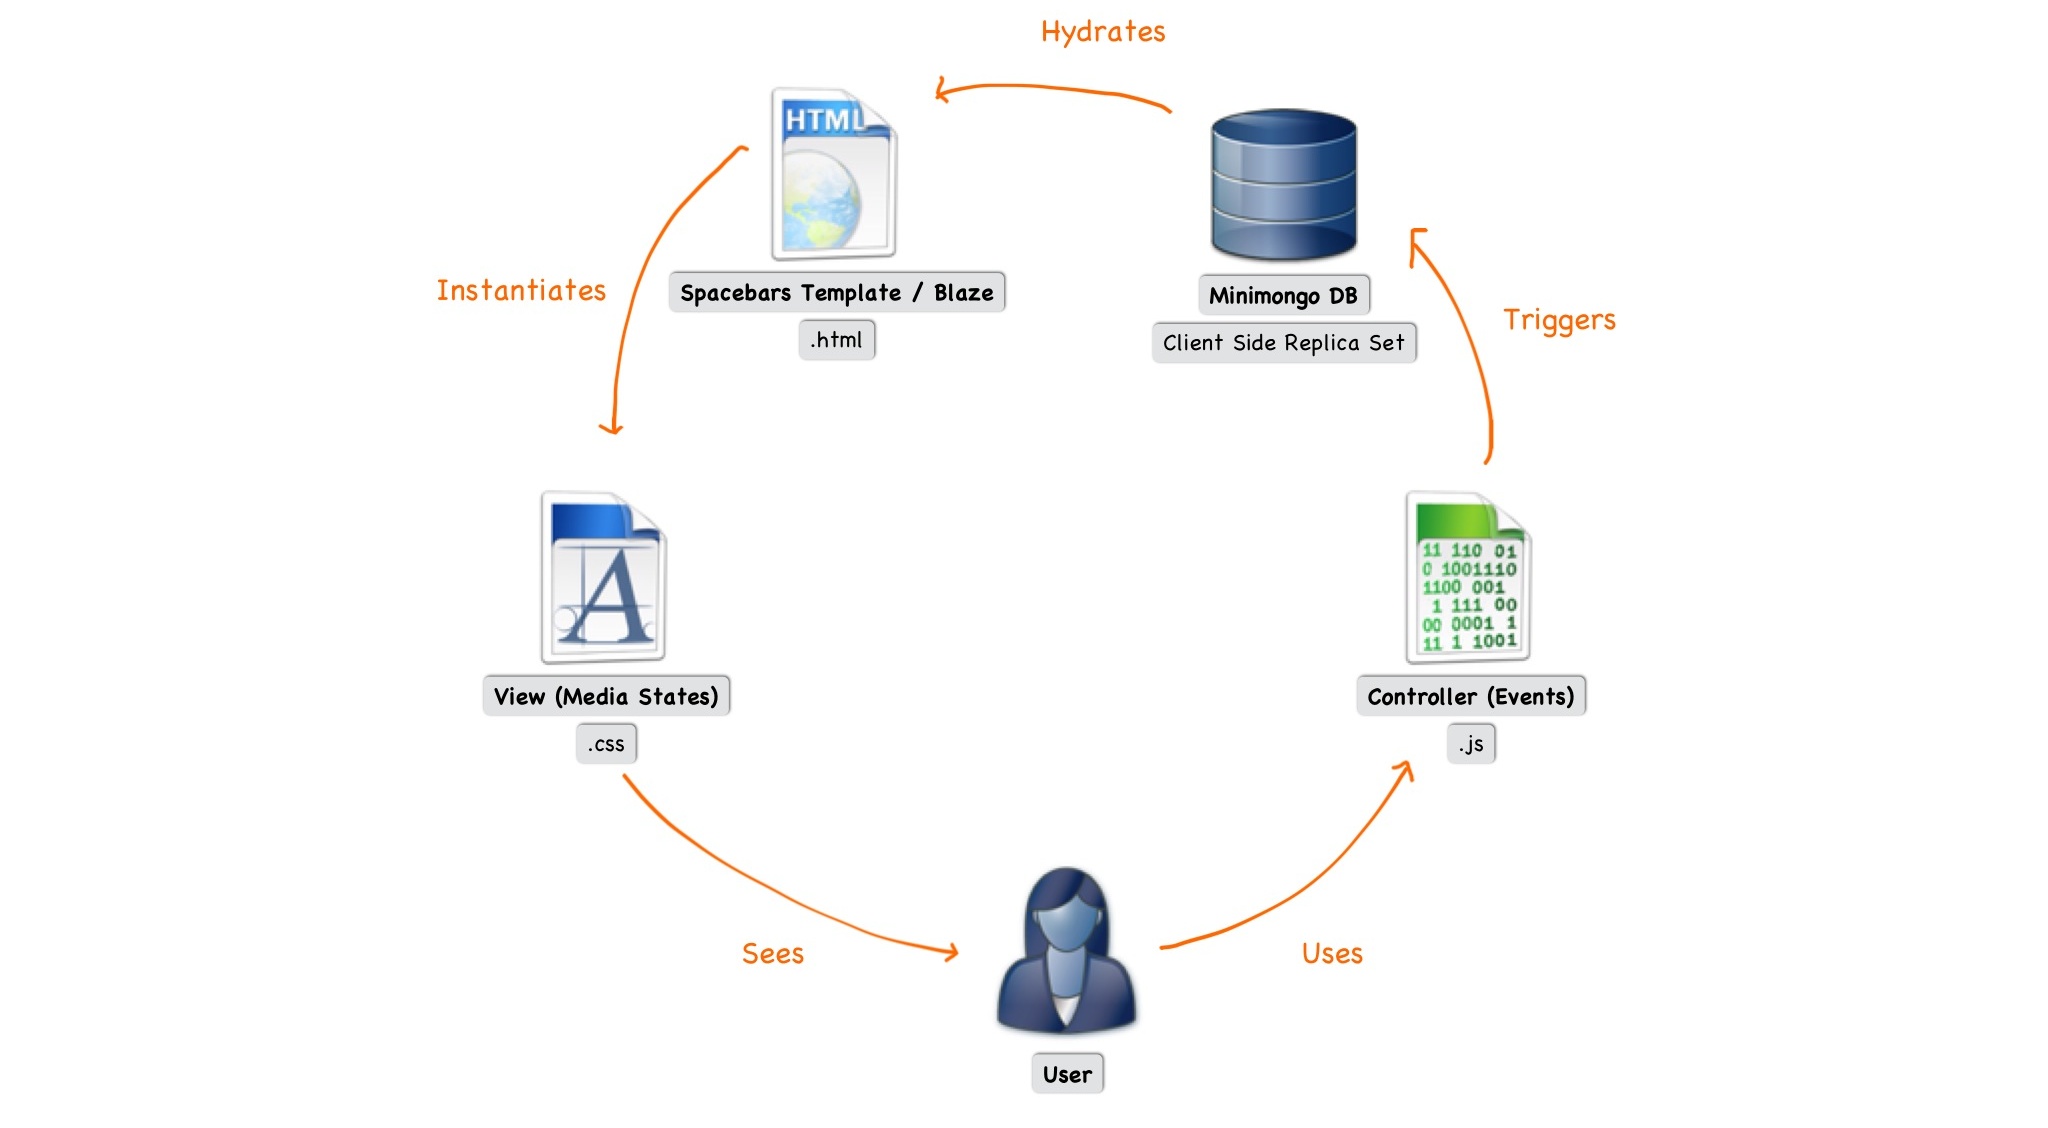 Hydrates
HTML
Instantiates
Spacebars Template / Blaze
.html
Minimongo DB
Client Side Replica Set
Triggers
A
11 110 01
0 1001110
1100 001
1 111 00
00 0001 1
11 1 1001
View (Media States)
.css
Controller (Events)
.js
Sees
Uses
User